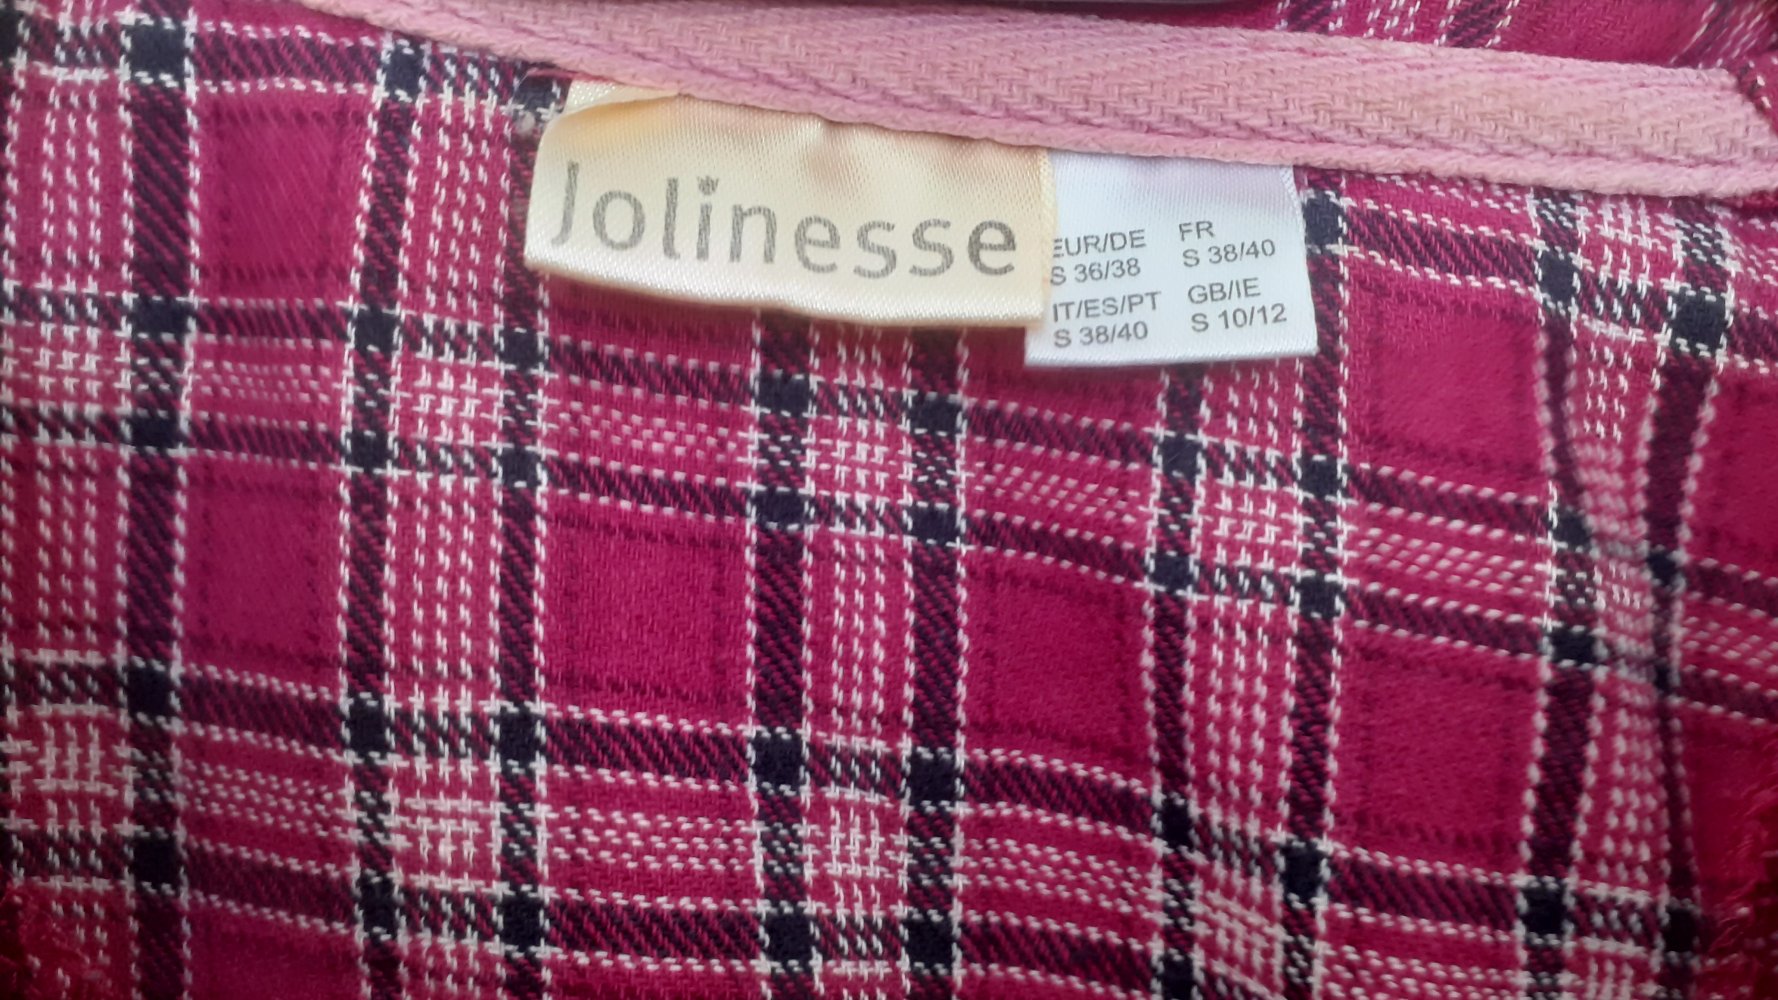 Jolinesse
EUR/DE
S 36/38
FR
S 38/40
IT/ES/PT
S 38/40
GB/IE
S 10/12